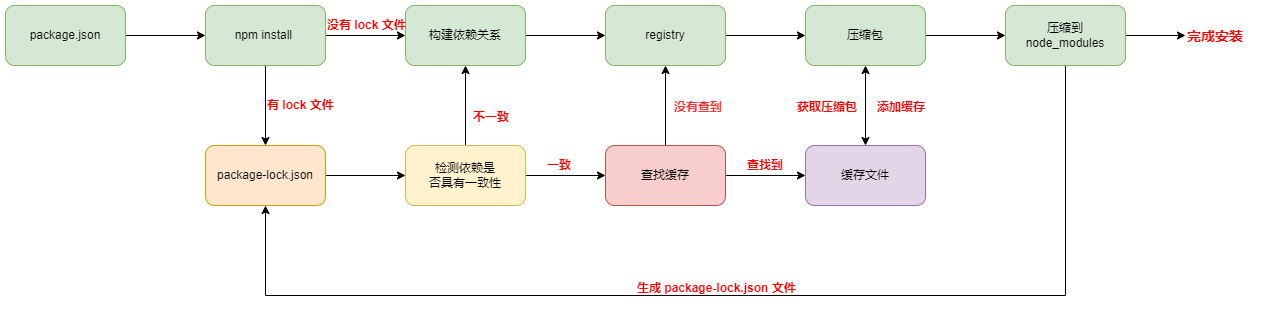 package.json
npm install
没有 lock 文件
构建依赖关系
registry
压缩包
压缩到
node_modules
完成安装
有 lock 文件
不一致
没有查到
获取压缩包
添加缓存
package-lock.json
检测依赖是
否具有一致性
一致
查找缓存
查找到
缓存文件
生成 package-lock.json 文件